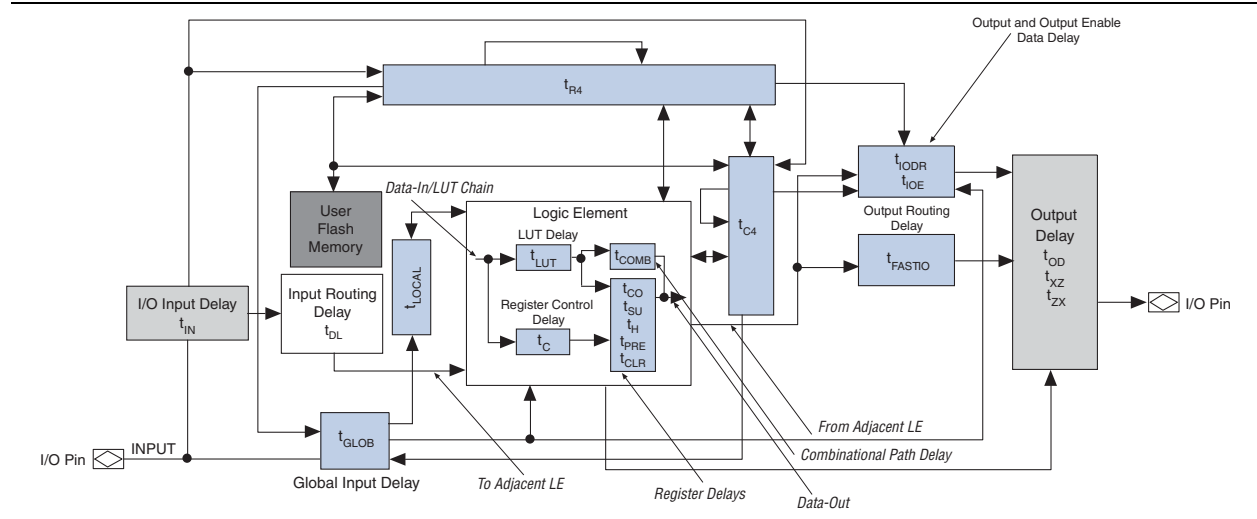 Output and Output Enable
Data Delay
tR4
tIODR
tIOE
Data-In/LUT Chain
User
Flash
Memory
Logic Element
LUT Delay
tLUT
tCOMB
tC4
Output Routing
Delay
tFASTIO
Output
Delay
tOD
tXZ
tZX
I/O Pin
tLOCAL
I/O Input Delay
tIN
Input Routing
Delay
tDL
Register Control
Delay
tC
tCO
tSU
tH
tPRE
tCLR
From Adjacent LE
I/O Pin
INPUT
tGLOB
Global Input Delay
To Adjacent LE
Combinational Path Delay
Register Delays
Data-Out